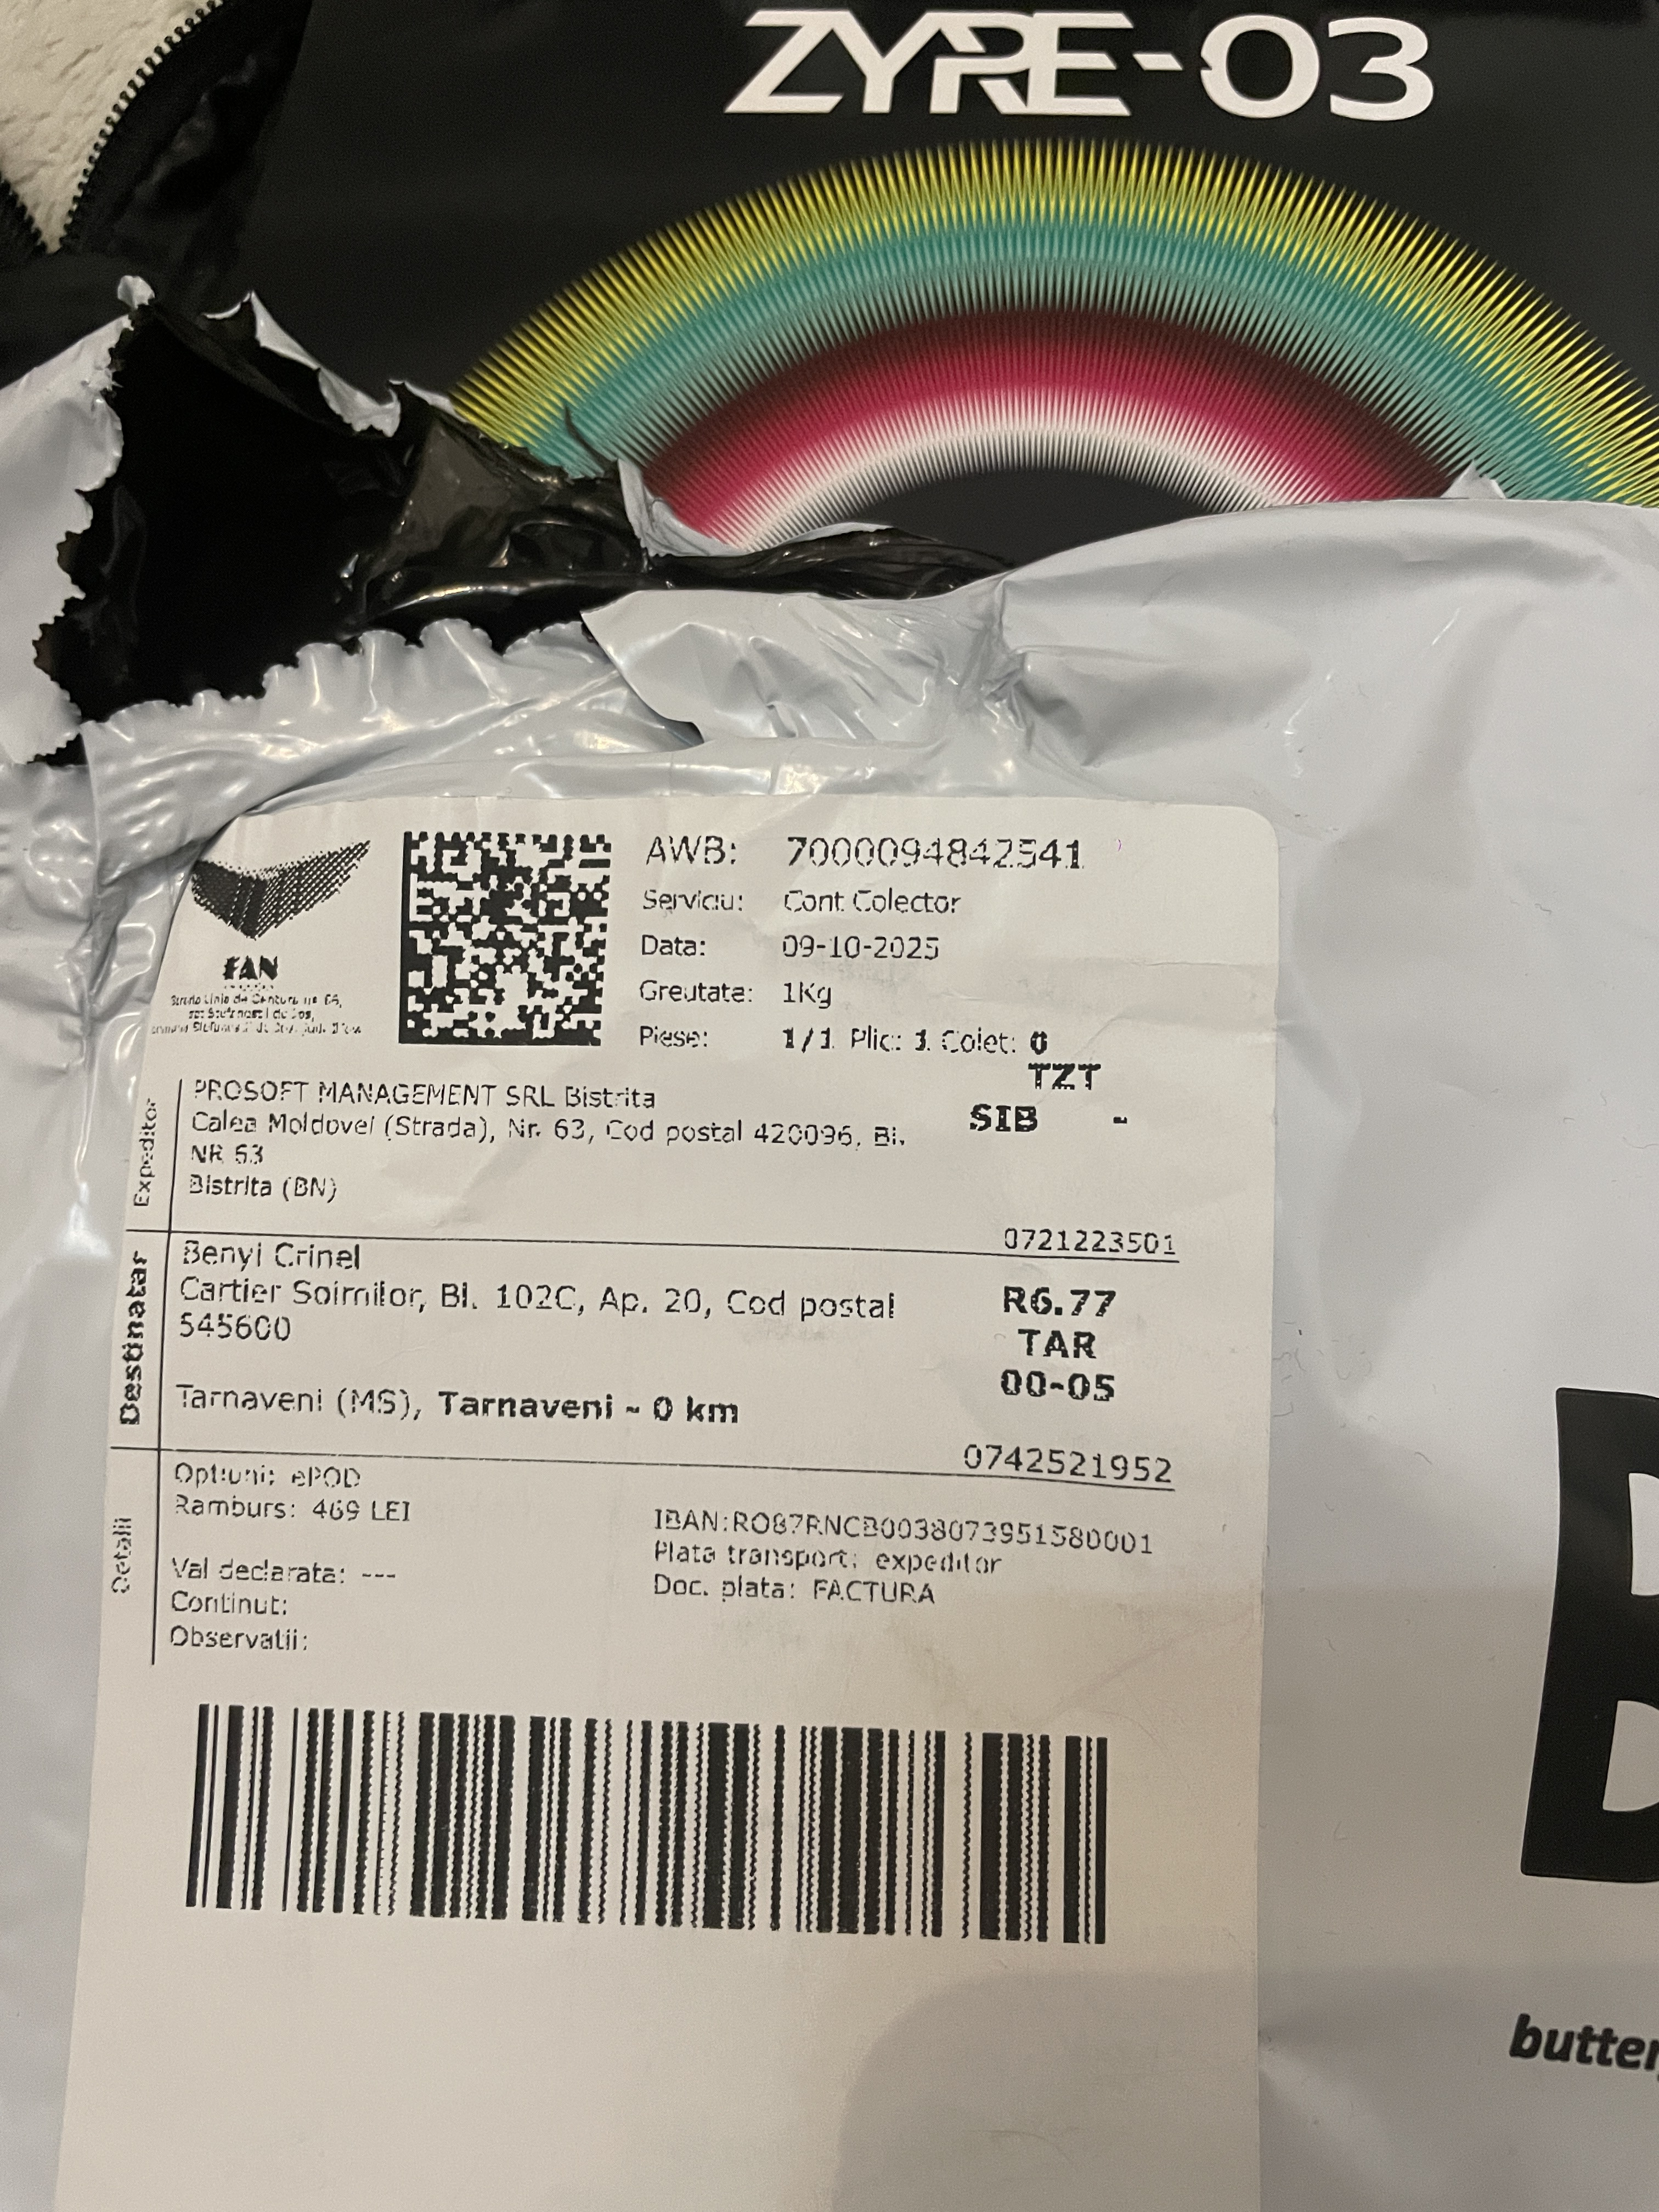 ZYPE-03
AWB: 7000094842541
Serviciu: Cont Colector
Data: 09-10-2025
Greutate: 1Kg
Piese: 1/1 Plic: 1 Colet: 0
TZT
SIB -
FAN
Expeditor
PROSOFT MANAGEMENT SRL Bistrita
Calea Moldovei (Strada), Nr. 63, Cod postal 420096, Bl.
NR 63
Bistrita (BN)
0721223501
Destinatar
Benyi Crinel
Cartier Soimilor, Bl. 102C, Ap. 20, Cod postal
545600
Tarnaveni (MS), Tarnaveni ~ 0 km
R6.77
TAR
00-05
0742521952
Detalii
Optiuni: ePOD
Ramburs: 469 LEI
Val declarata: ---
Continut:
Observatii:
IBAN:RO87RNCB0038073951580001
Plata transport: expeditor
Doc. plata: FACTURA
B
butter